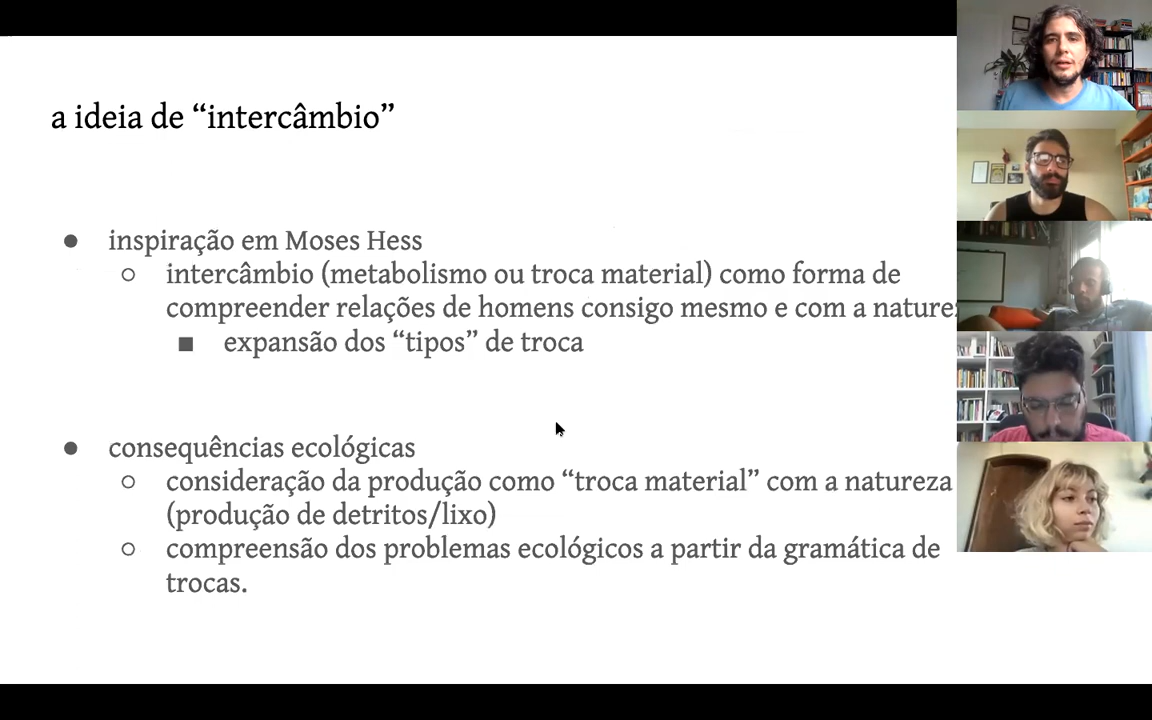 a ideia de “intercâmbio”
● inspiração em Moses Hess
○ intercâmbio (metabolismo ou troca material) como forma de
compreender relações de homens consigo mesmo e com a
■ expansão dos “tipos” de troca
● consequências ecológicas
○ consideração da produção como “troca material” com a natureza
(produção de detritos/lixo)
○ compreensão dos problemas ecológicos a partir da gramática de
trocas.